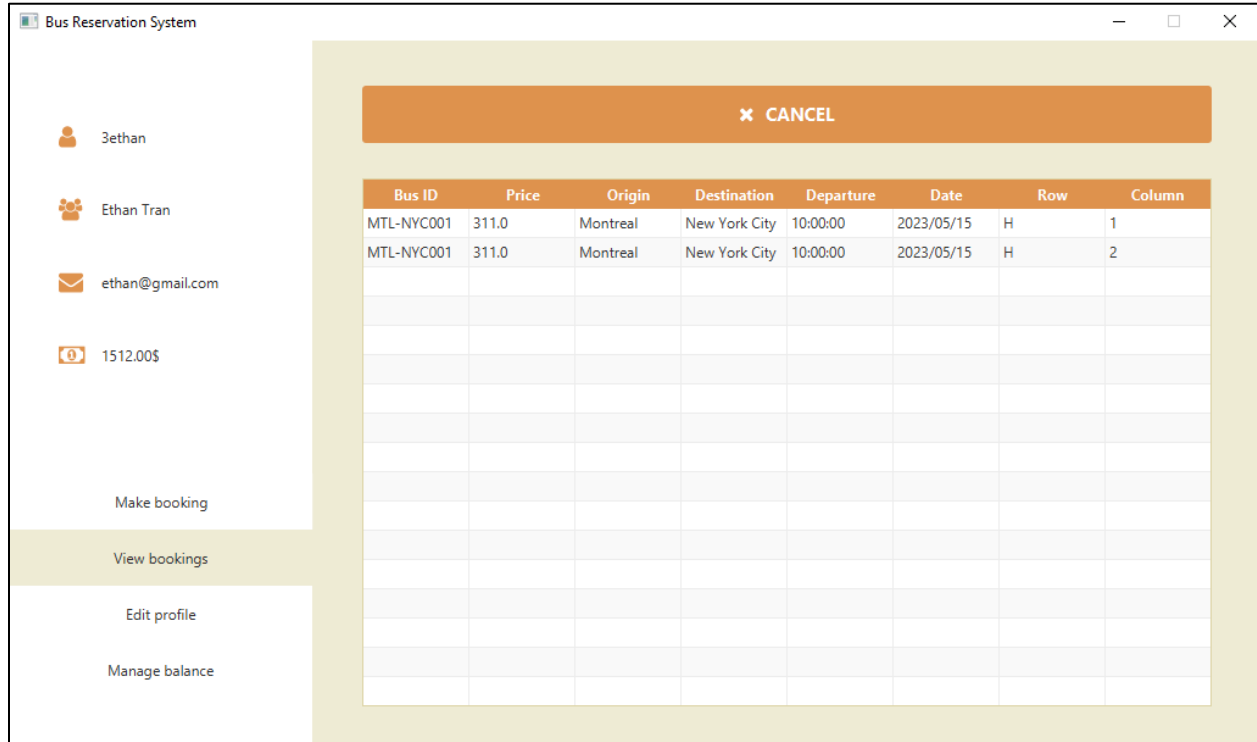 Bus Reservation System
3ethan
Ethan Tran
ethan@gmail.com
1512.00$
Make booking
View bookings
Edit profile
Manage balance
CANCEL
Bus ID Price Origin Destination Departure Date Row Column
MTL-NYC001 311.0 Montreal New York City 10:00:00 2023/05/15 H 1
MTL-NYC001 311.0 Montreal New York City 10:00:00 2023/05/15 H 2